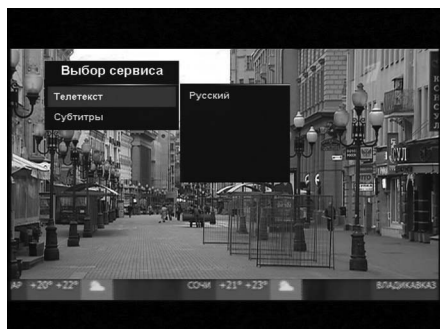 Выбор сервиса
Телетекст
Русский
Субтитры
АР +20° +22° СОЧИ +21° +23° ВЛАДИКАВКАЗ